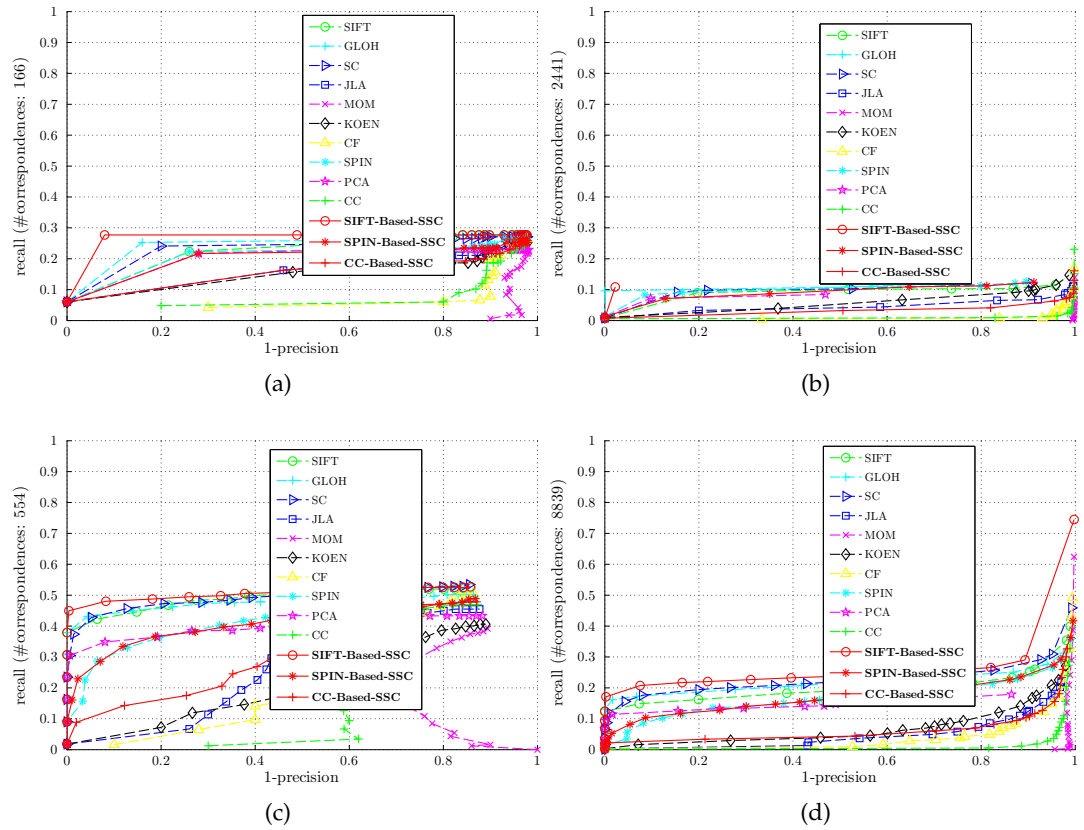 recall (#correspondences: 166)
1
0.9
0.8
0.7
0.6
0.5
0.4
0.3
0.2
0.1
0
0 0.2 0.4 0.6 0.8 1
1-precision
SIFT
GLOH
SC
JLA
MOM
KOEN
CF
SPIN
PCA
CC
SIFT-Based-SSC
SPIN-Based-SSC
CC-Based-SSC
(a)
recall (#correspondences: 2441)
1
0.9
0.8
0.7
0.6
0.5
0.4
0.3
0.2
0.1
0
0 0.2 0.4 0.6 0.8 1
1-precision
SIFT
GLOH
SC
JLA
MOM
KOEN
CF
SPIN
PCA
CC
SIFT-Based-SSC
SPIN-Based-SSC
CC-Based-SSC
(b)
recall (#correspondences: 554)
1
0.9
0.8
0.7
0.6
0.5
0.4
0.3
0.2
0.1
0
0 0.2 0.4 0.6 0.8 1
1-precision
SIFT
GLOH
SC
JLA
MOM
KOEN
CF
SPIN
PCA
CC
SIFT-Based-SSC
SPIN-Based-SSC
CC-Based-SSC
(c)
recall (#correspondences: 8839)
1
0.9
0.8
0.7
0.6
0.5
0.4
0.3
0.2
0.1
0
0 0.2 0.4 0.6 0.8 1
1-precision
SIFT
GLOH
SC
JLA
MOM
KOEN
CF
SPIN
PCA
CC
SIFT-Based-SSC
SPIN-Based-SSC
CC-Based-SSC
(d)